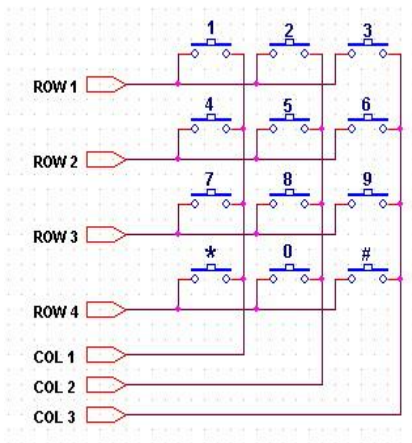 1 2 3
ROW 1
4 5 6
ROW 2
7 8 9
ROW 3
* 0 #
ROW 4
COL 1
COL 2
COL 3